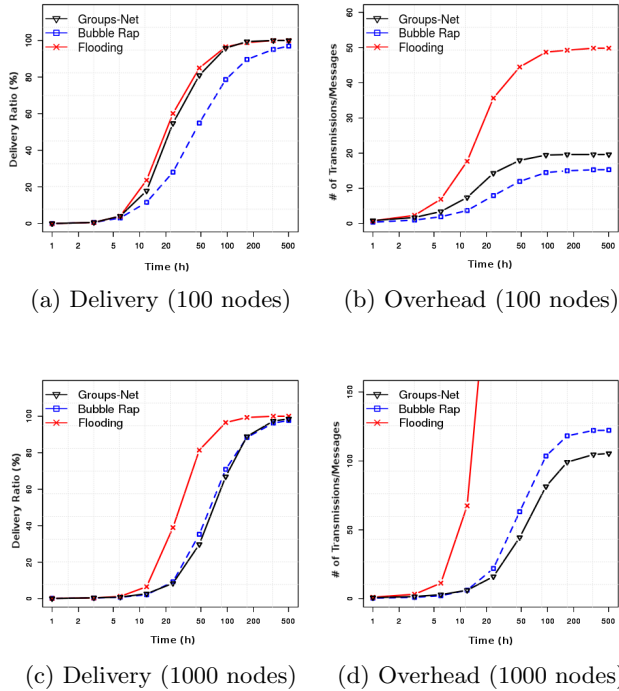 Groups-Net
Bubble Rap
Flooding
Delivery Ratio (%)
0 20 40 60 80 100
1 2 5 10 20 50 100 200 500
Time (h)
(a) Delivery (100 nodes)
Groups-Net
Bubble Rap
Flooding
# of Transmissions/Messages
0 10 20 30 40 50 60
1 2 5 10 20 50 100 200 500
Time (h)
(b) Overhead (100 nodes)
Groups-Net
Bubble Rap
Flooding
Delivery Ratio (%)
0 20 40 60 80 100
1 2 5 10 20 50 100 200 500
Time (h)
(c) Delivery (1000 nodes)
Groups-Net
Bubble Rap
Flooding
# of Transmissions/Messages
0 50 100 150
1 2 5 10 20 50 100 200 500
Time (h)
(d) Overhead (1000 nodes)